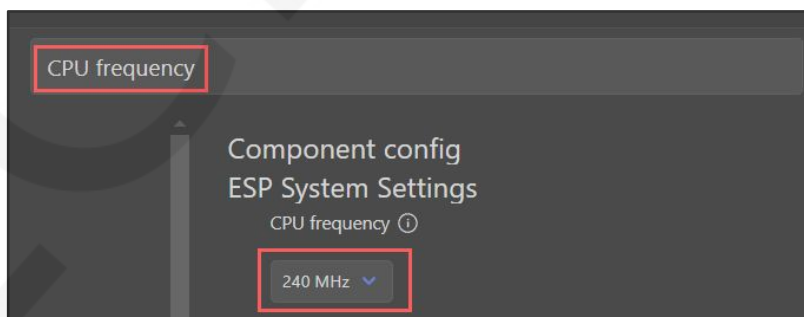 CPU frequency
Component config
ESP System Settings
CPU frequency
240 MHz